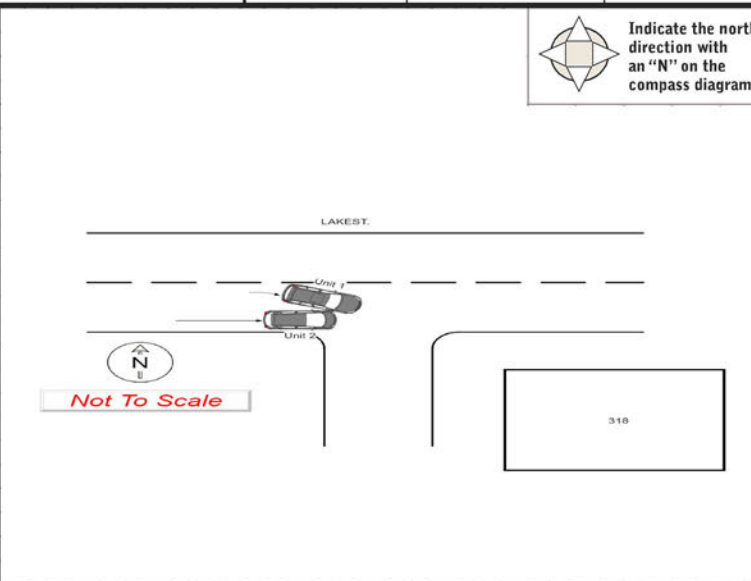 Indicate the north
direction with
an “N” on the
compass diagram
LAKEST.
Unit 1
Unit 2
N
Not To Scale
318